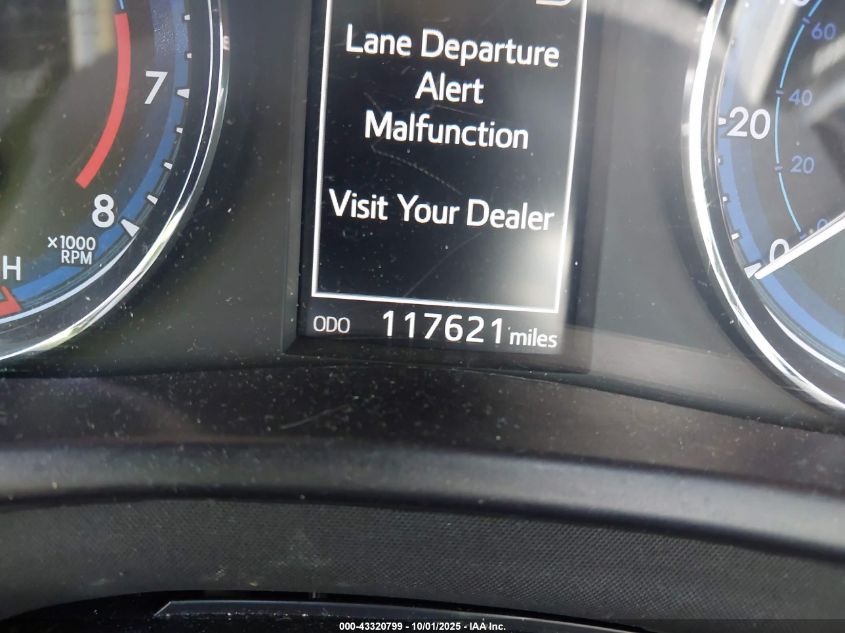 Lane Departure
Alert
Malfunction
Visit Your Dealer
ODO 117621 miles
7
8
x1000
RPM
H
20
0
60
40
20
000-43320799 - 10/01/2025 - IAA Inc.